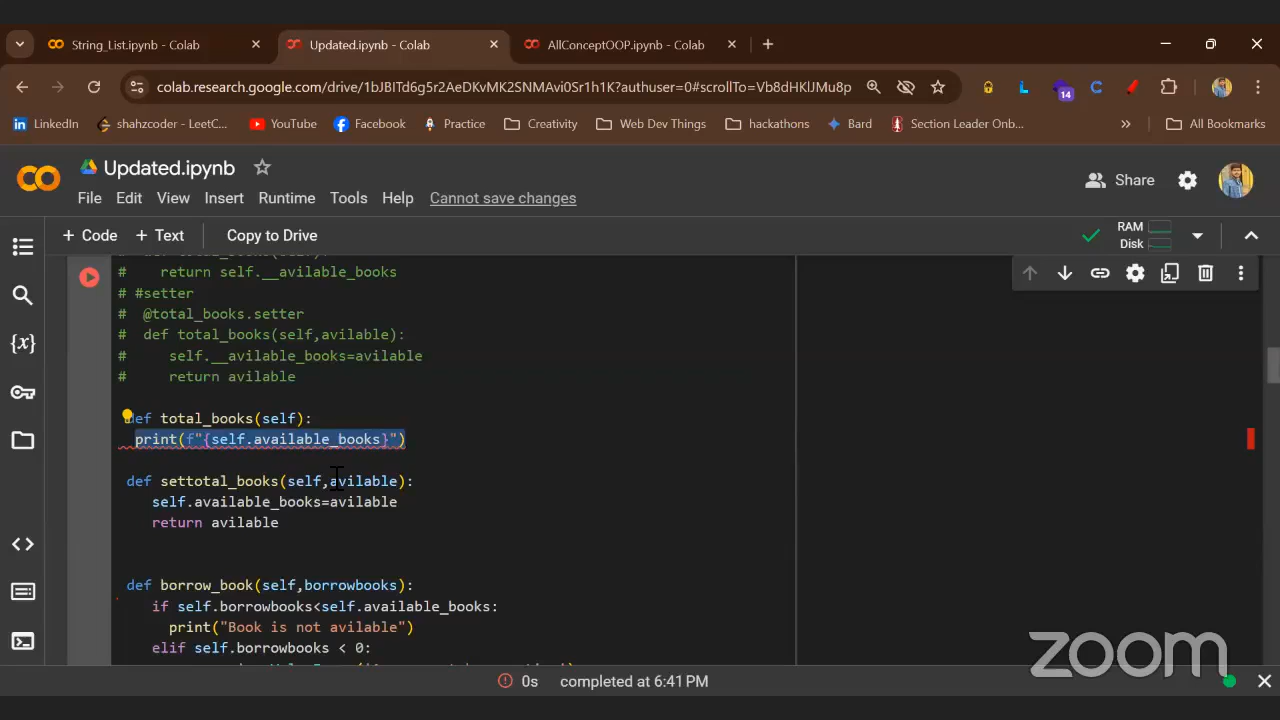 String_List.ipynb - Colab
Updated.ipynb - Colab
AllConceptOOP.ipynb - Colab
colab.research.google.com/drive/1bJBITd6g5r2AeDKvMK2SNMAvi0Sr1h1K?authuser=0#scrollTo=Vb8dHKlJMu8p
14
LinkedIn
shahzcoder - LeetC...
YouTube
Facebook
Practice
Creativity
Web Dev Things
hackathons
Bard
Section Leader Onb...
All Bookmarks
Updated.ipynb
File Edit View Insert Runtime Tools Help Cannot save changes
Share
+ Code + Text Copy to Drive
RAM
Disk
# def total_books(self):
# return self.__avilable_books
# #setter
# @total_books.setter
# def total_books(self,avilable):
# self.__avilable_books=avilable
# return avilable
def total_books(self):
print(f"{self.available_books}")
def settotal_books(self,avilable):
self.available_books=avilable
return avilable
def borrow_book(self,borrowbooks):
if self.borrowbooks<self.available_books:
print("Book is not avilable")
elif self.borrowbooks < 0:
0s completed at 6:41 PM
zoom